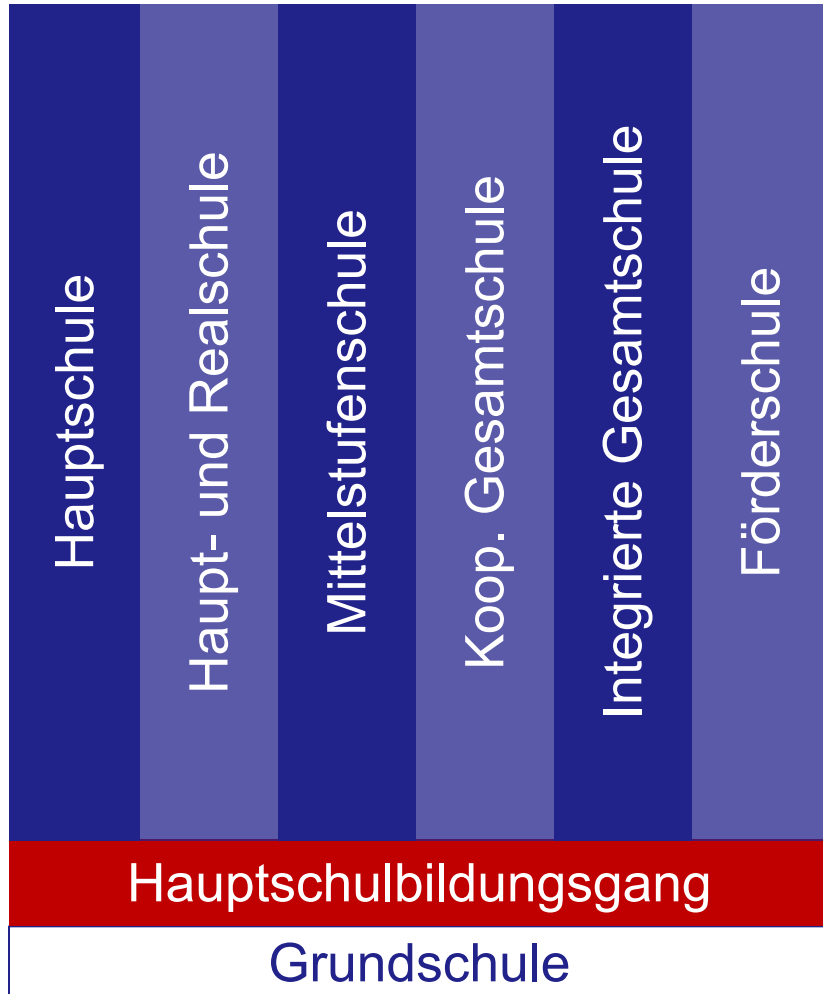 Hauptschule
Haupt- und Realschule
Mittelstufenschule
Koop. Gesamtschule
Integrierte Gesamtschule
Förderschule
Hauptschulbildungsgang
Grundschule